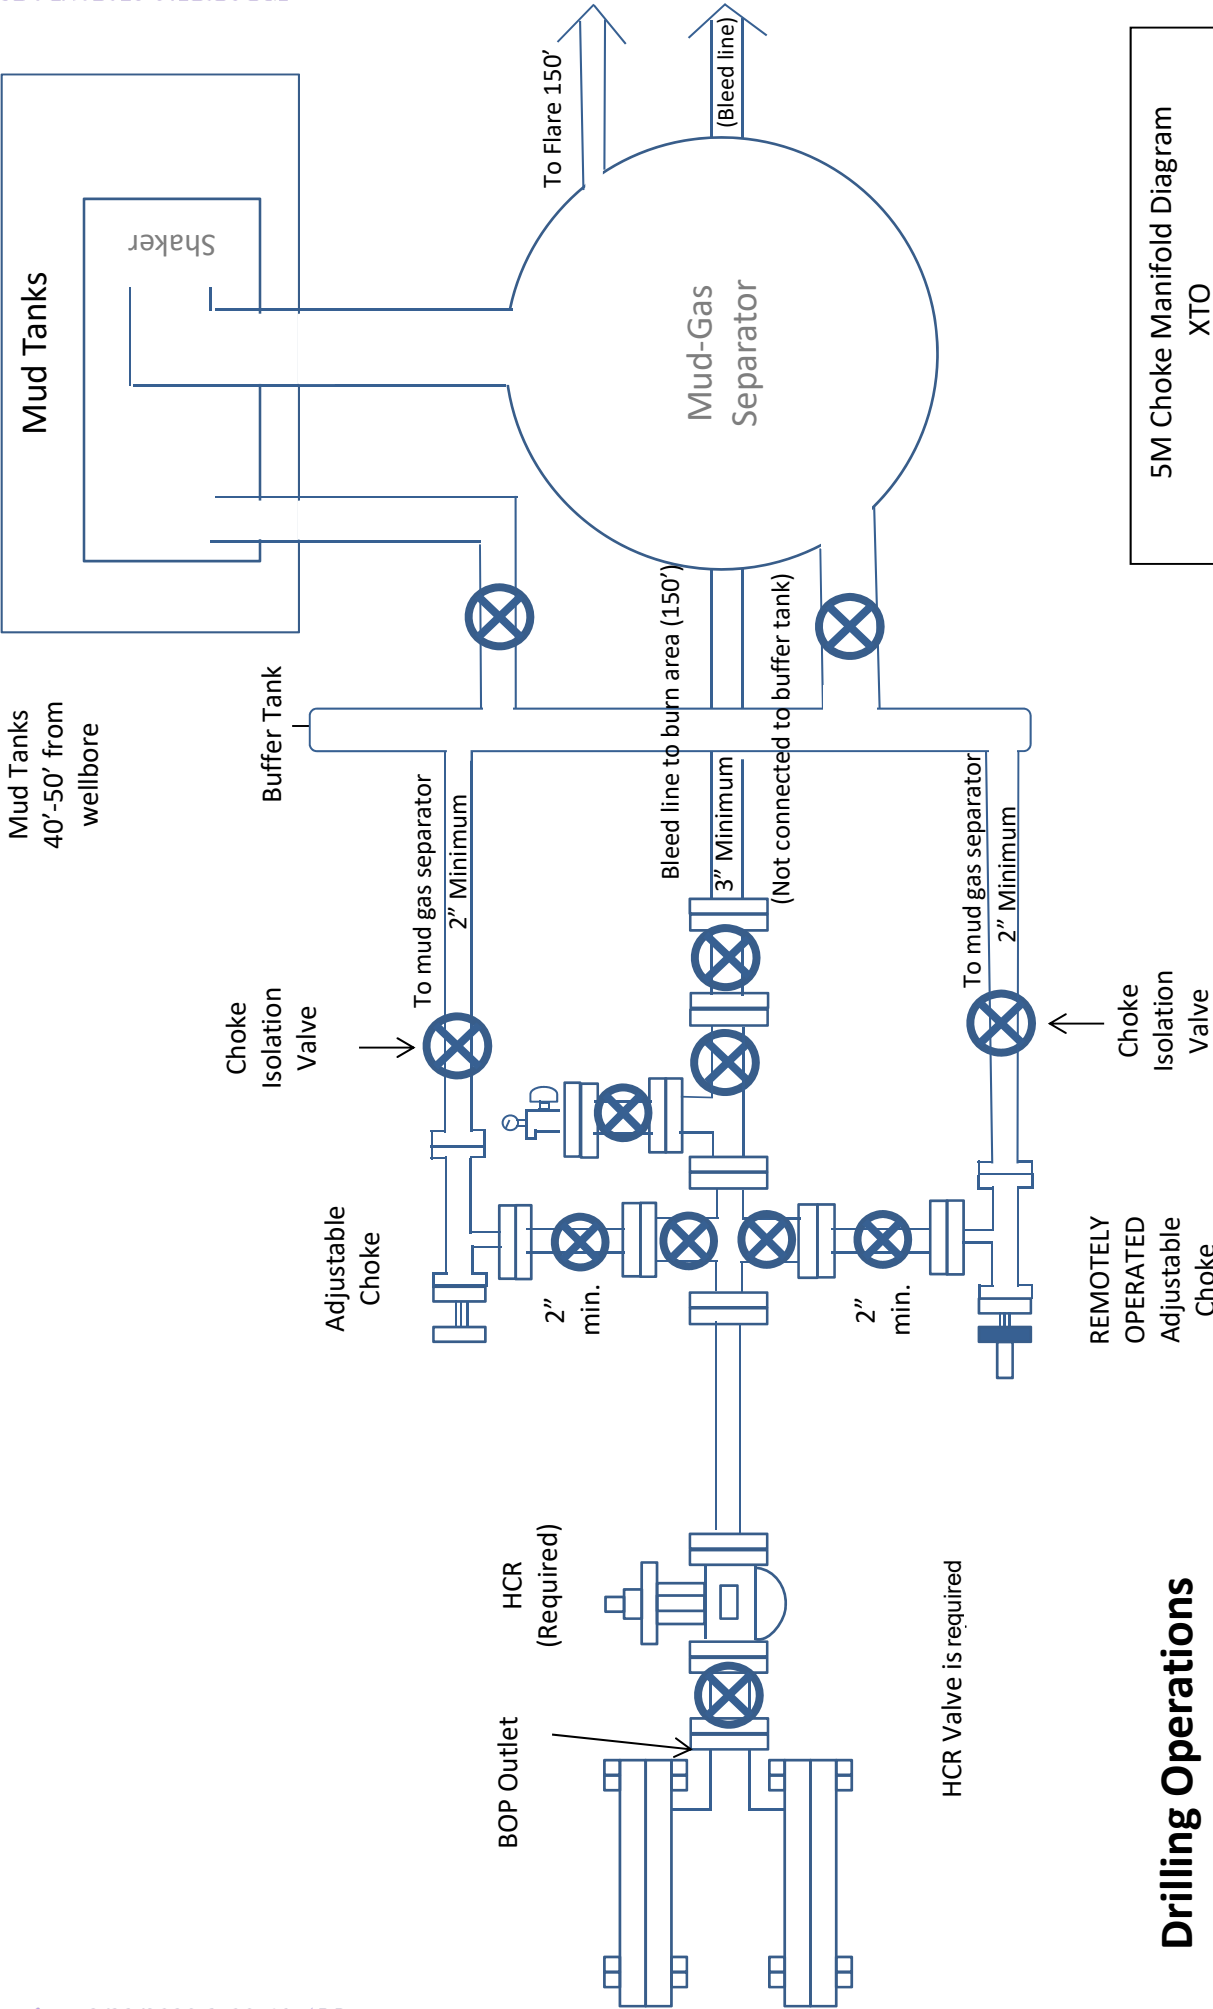 Mud Tanks
Shaker
Mud Tanks
40’-50’ from
wellbore
To Flare 150’
(Bleed line)
Mud-Gas
Separator
Buffer Tank
Bleed line to burn area (150’)
3” Minimum
(Not connected to buffer tank)
To mud gas separator
2” Minimum
To mud gas separator
2” Minimum
Choke
Isolation
Valve
Choke
Isolation
Valve
Adjustable
Choke
2”
min.
2”
min.
REMOTELY
OPERATED
Adjustable
Choke
HCR
(Required)
BOP Outlet
HCR Valve is required
5M Choke Manifold Diagram
XTO
Drilling Operations